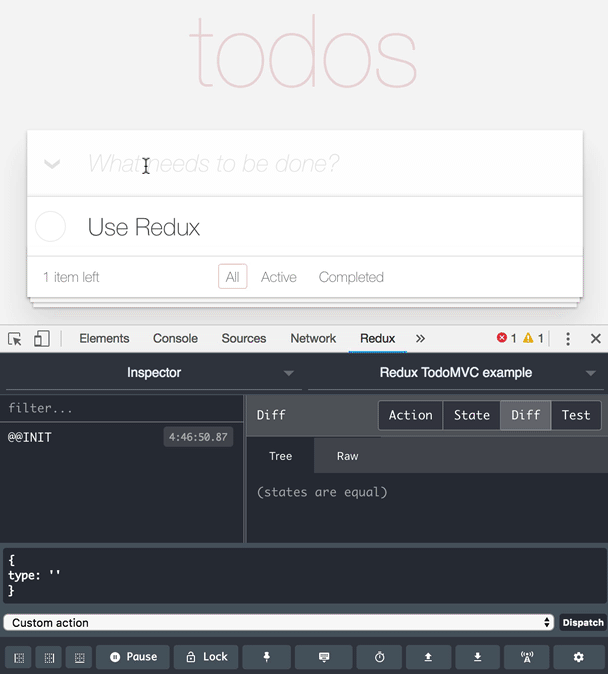 todos
What needs to be done?
Use Redux
1 item left All Active Completed
Elements Console Sources Network Redux » 1 1
Inspector Redux TodoMVC example
filter...
@@INIT 4:46:50.87
Diff Action State Diff Test
Tree Raw
(states are equal)
{
type: ''
}
Custom action Dispatch
Pause Lock